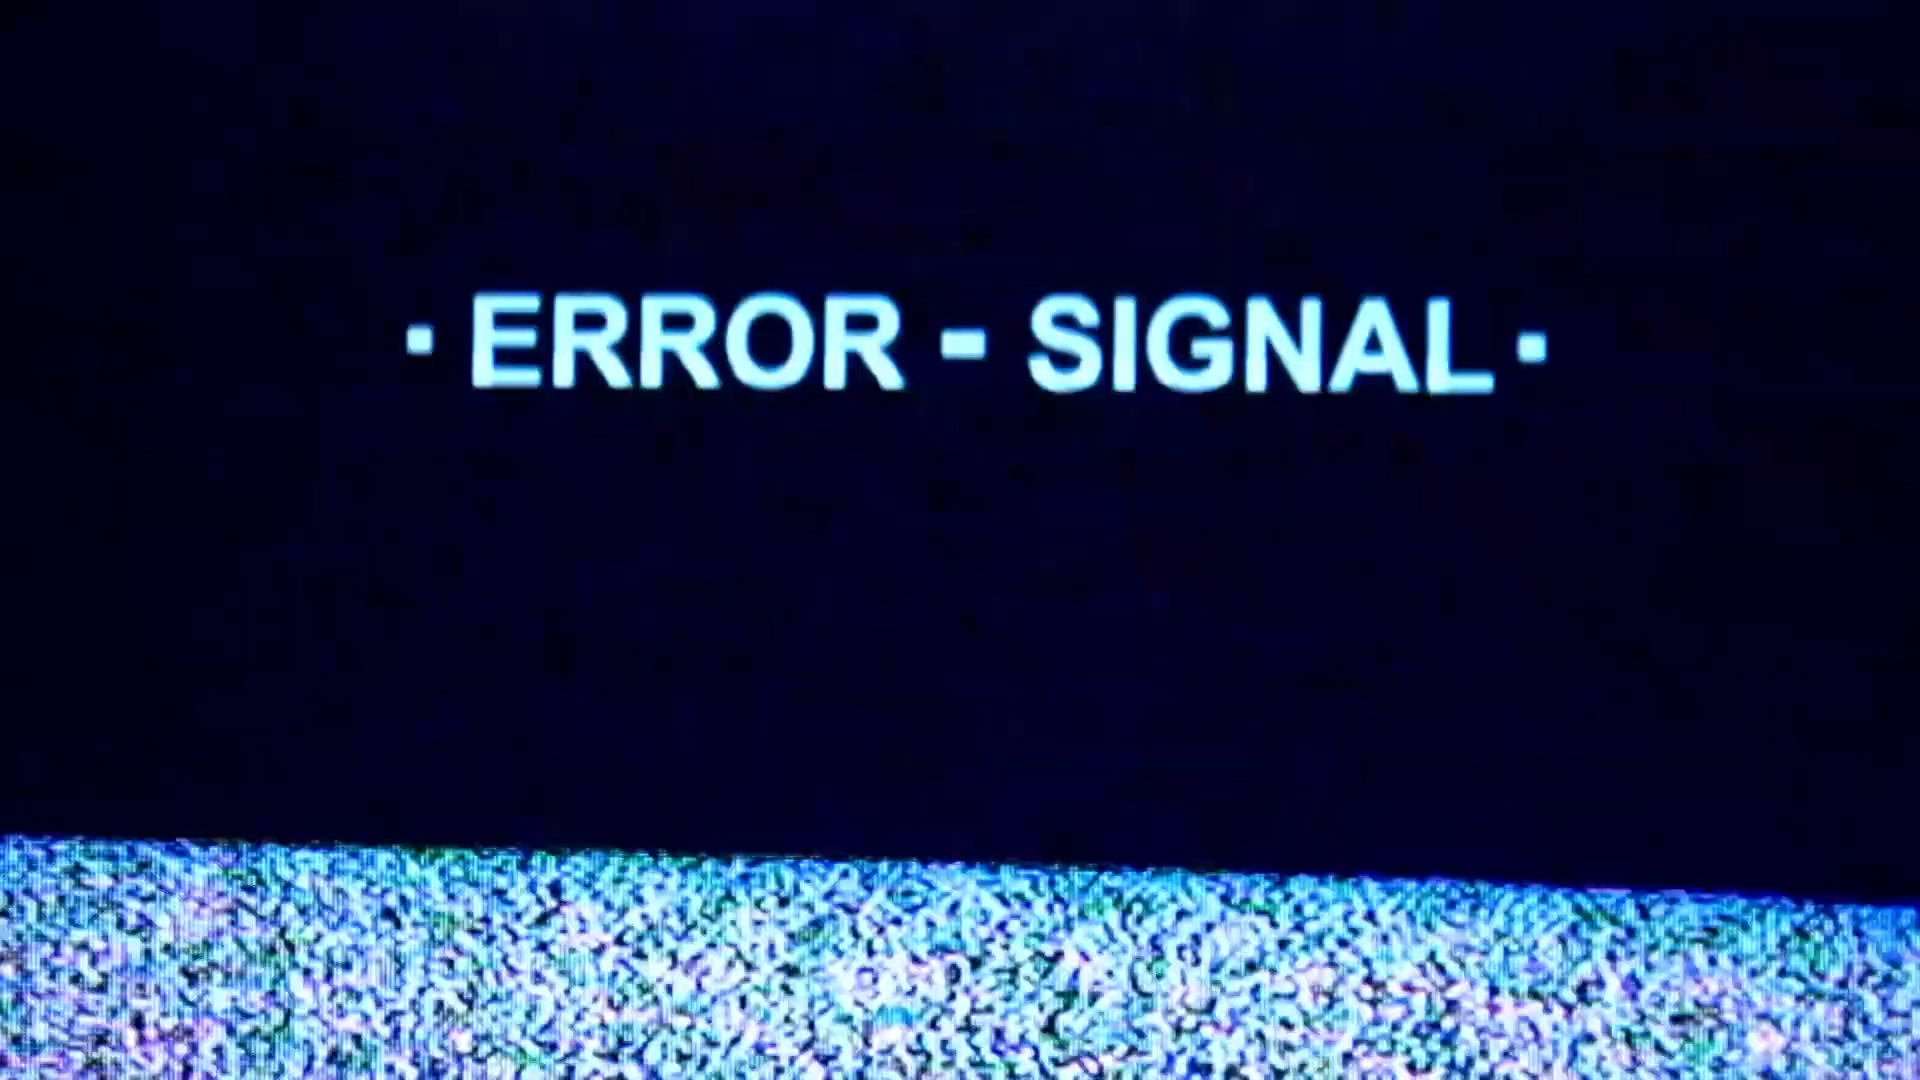 · ERROR - SIGNAL ·